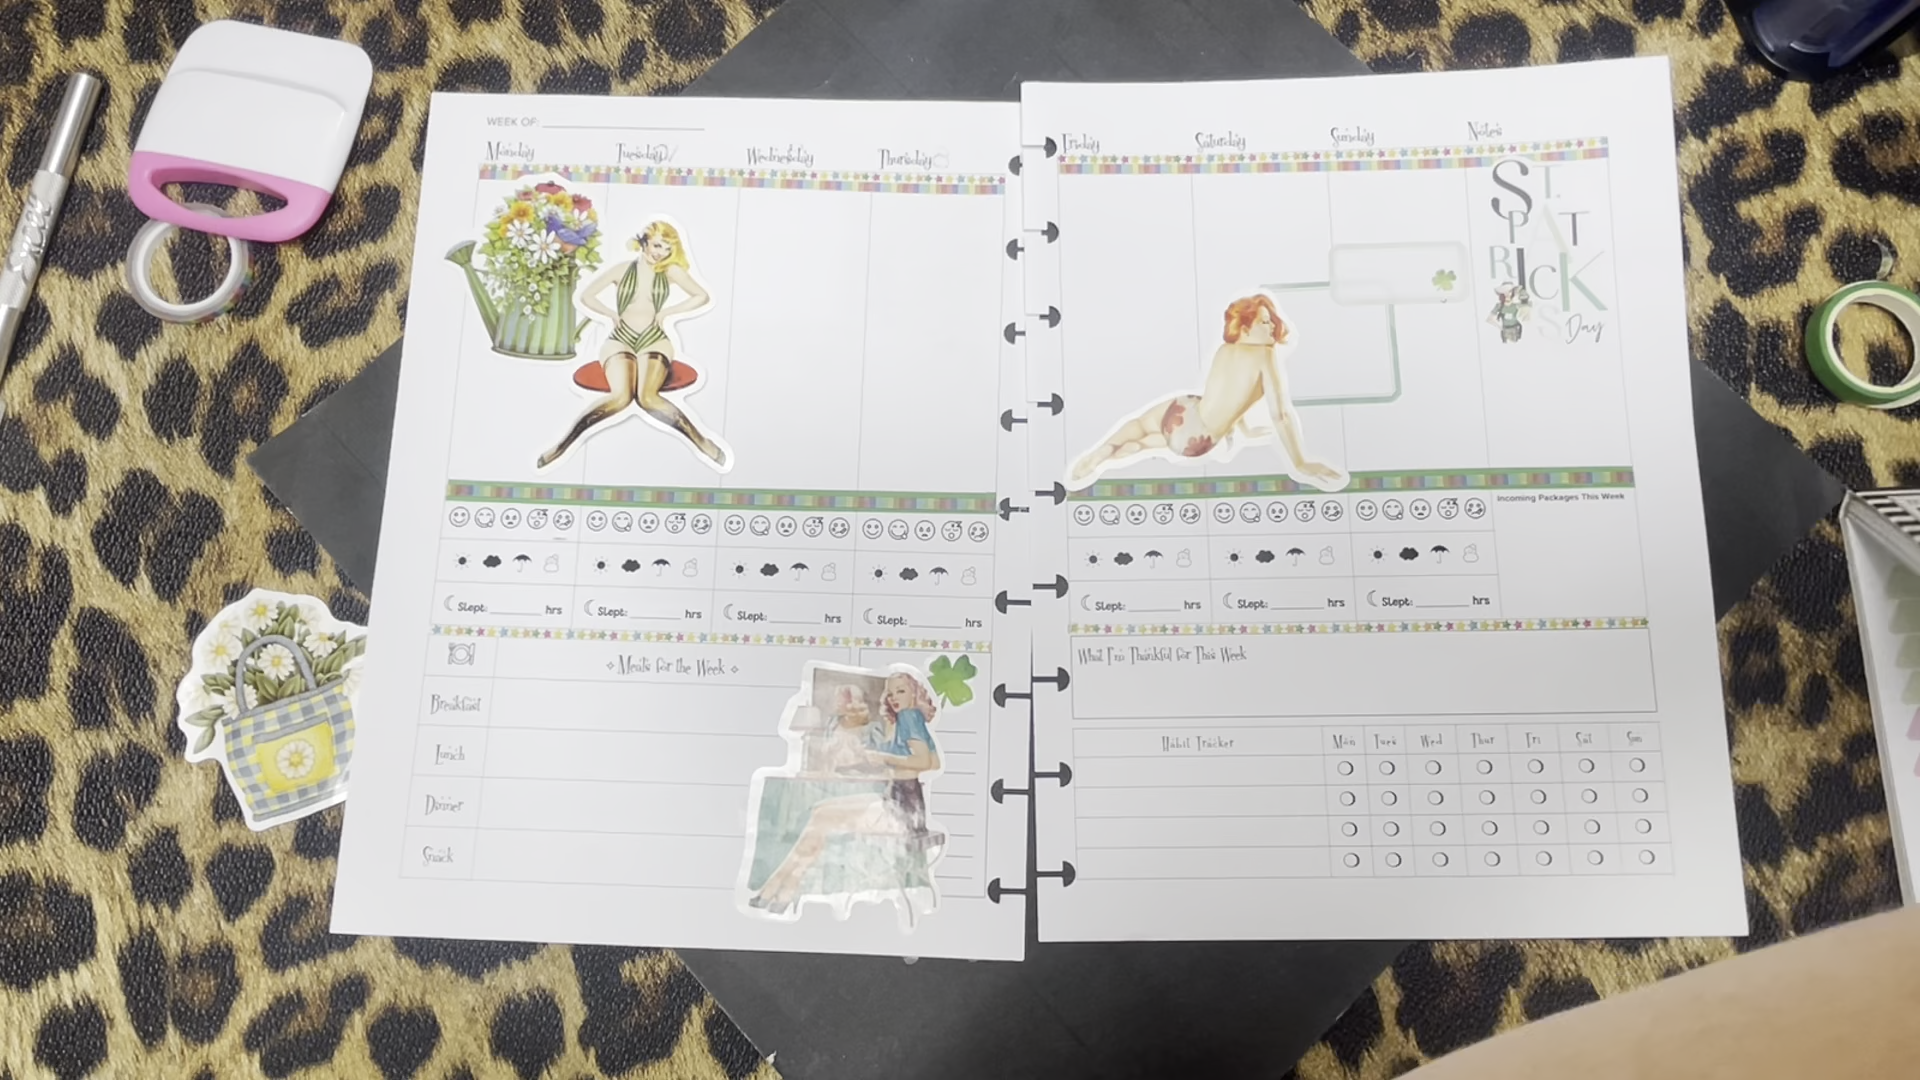 WEEK OF:
Monday Tuesday Wednesday Thursday
Slept: hrs Slept: hrs Slept: hrs Slept: hrs
Meals for the Week
Breakfast
Lunch
Dinner
Snack
Friday Saturday Sunday Notes
ST.
PAT
RICK
S Day
Incoming Packages This Week
Slept: hrs Slept: hrs Slept: hrs
What I'm Thankful for This Week
Habit Tracker Mon Tues Wed Thur Fri Sat Sun